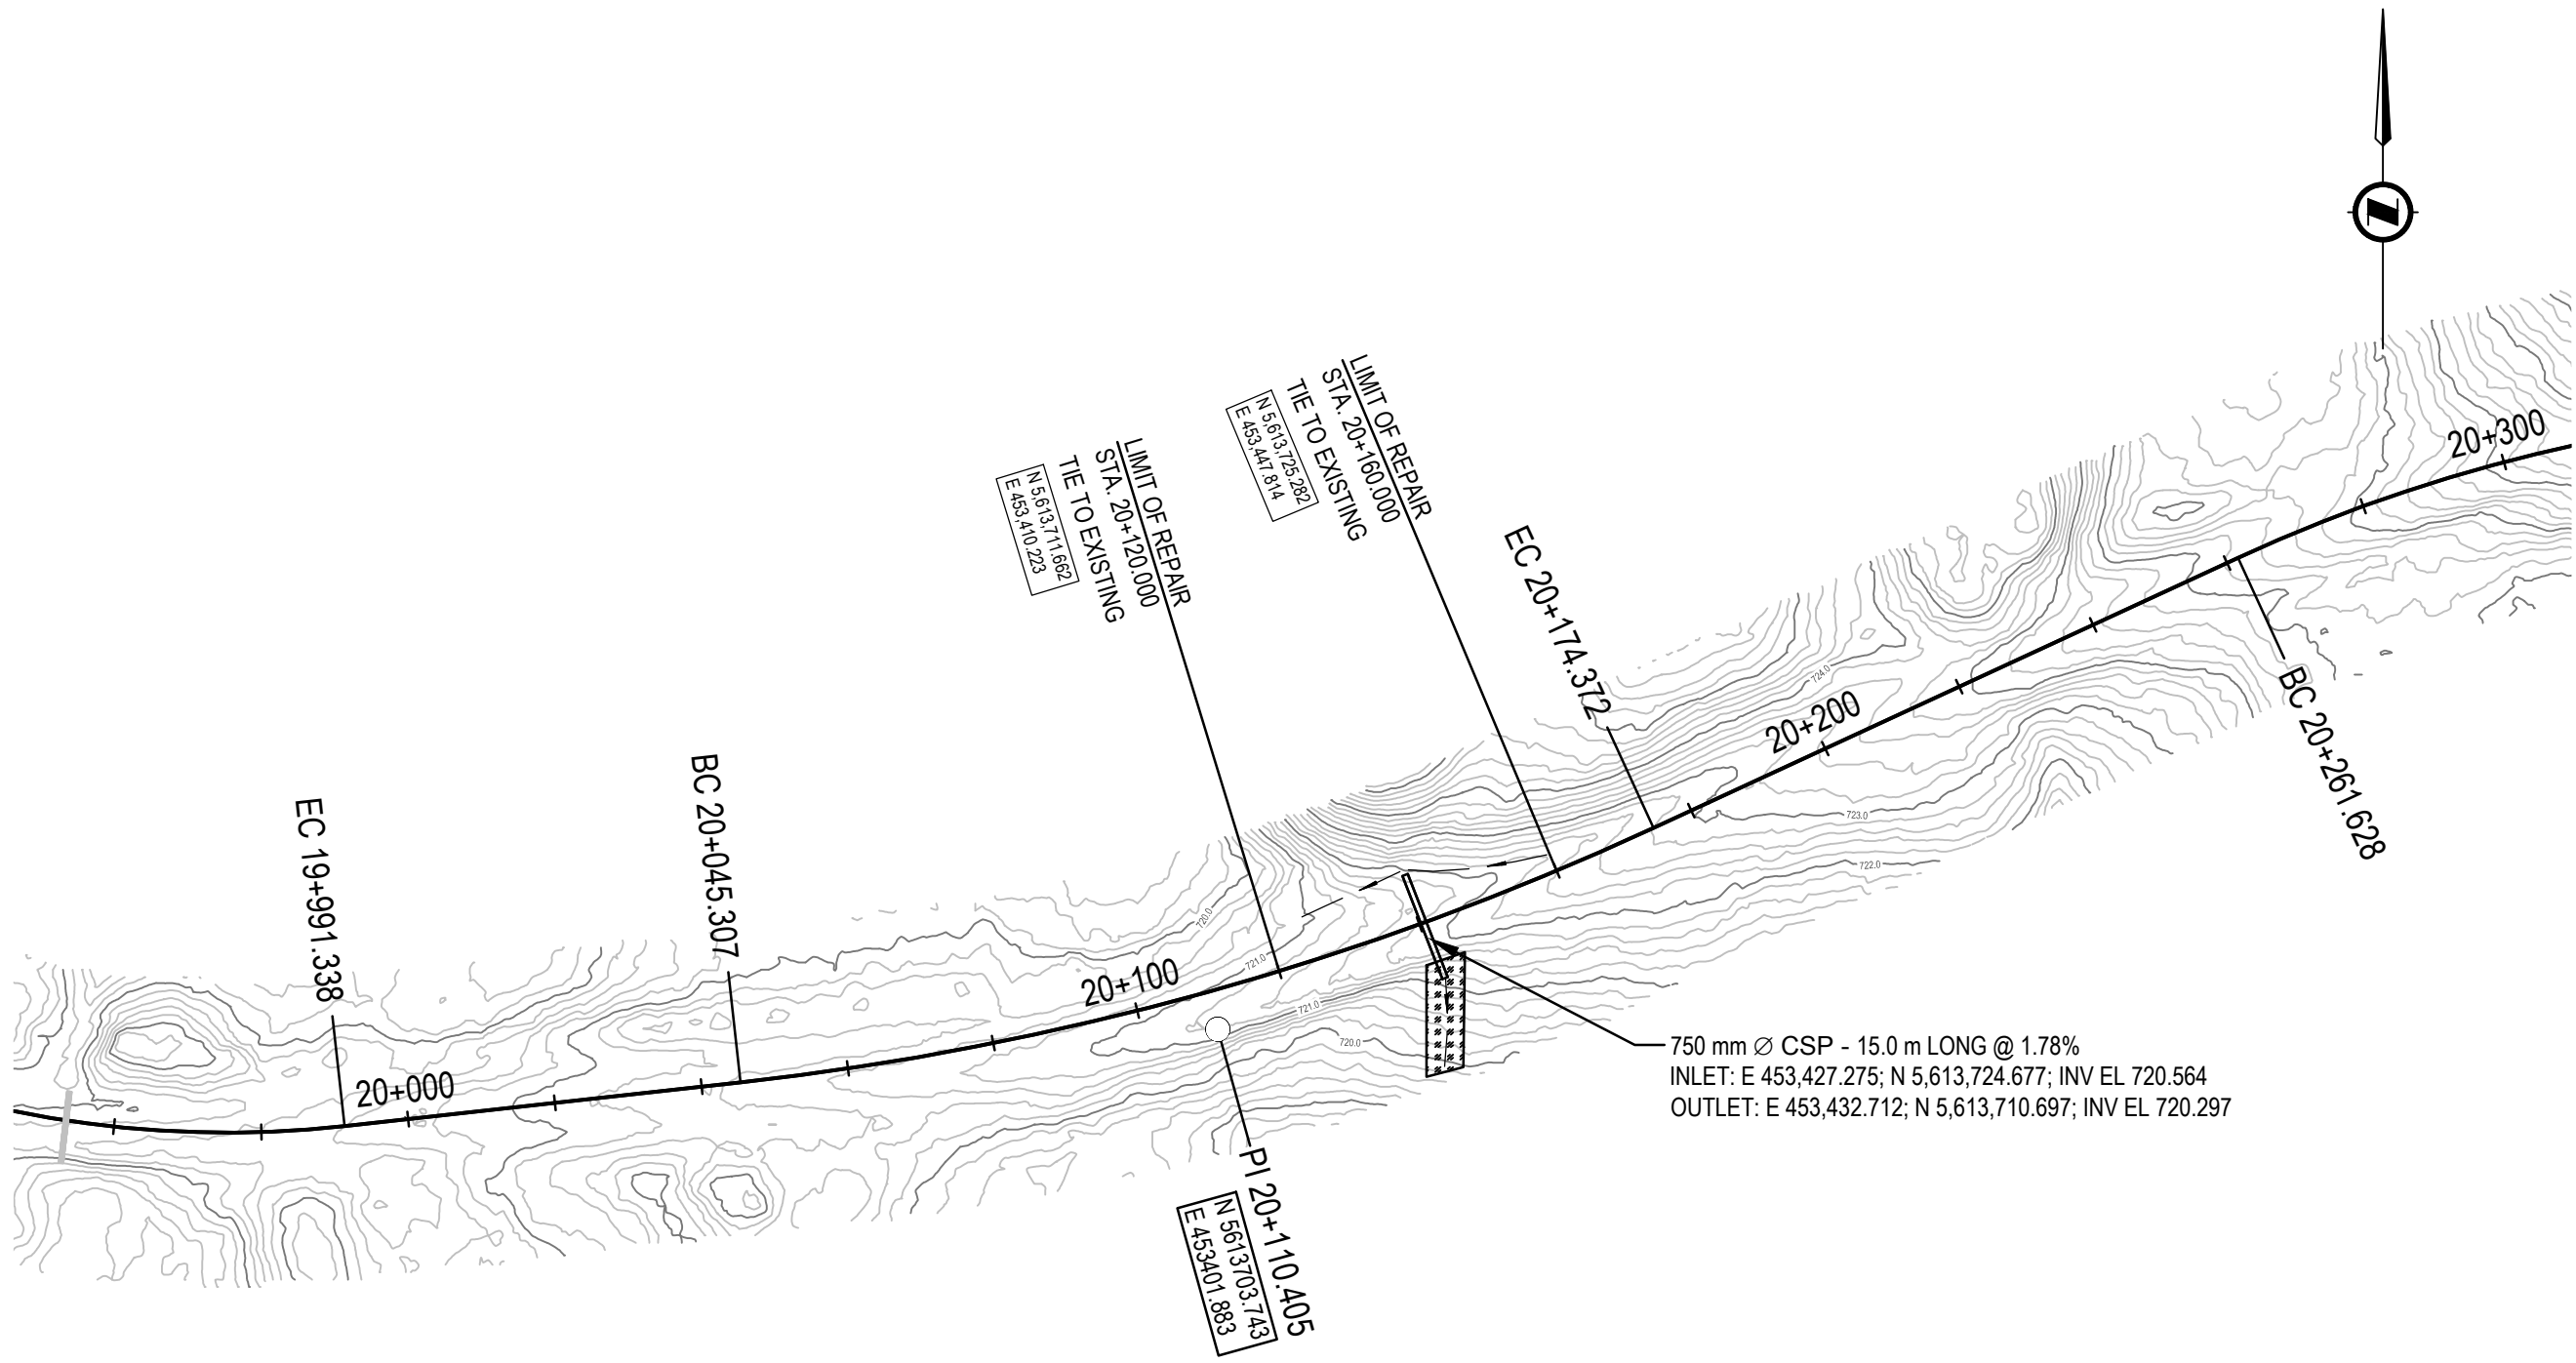 LIMIT OF REPAIR
STA. 20+160.000
TIE TO EXISTING
N 5,613,725.282
E 453,447.814
LIMIT OF REPAIR
STA. 20+120.000
TIE TO EXISTING
N 5,613,711.662
E 453,410.223
20+300
EC 20+174.372
724.0
20+200
BC 20+261.628
BC 20+045.307
EC 19+991.338
723.0
722.0
720.0
721.0
20+100
721.0
720.0
20+000
750 mm Ø CSP - 15.0 m LONG @ 1.78%
INLET: E 453,427.275; N 5,613,724.677; INV EL 720.564
OUTLET: E 453,432.712; N 5,613,710.697; INV EL 720.297
PI 20+110.405
N 5613703.743
E 453401.883